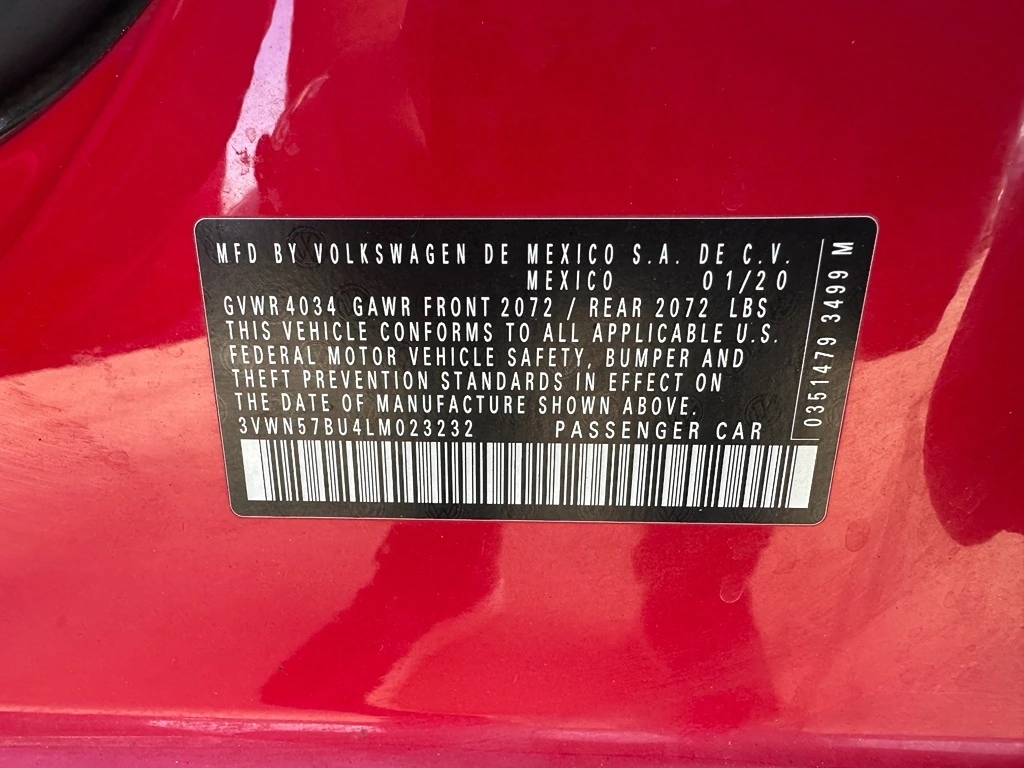 MFD BY VOLKSWAGEN DE MEXICO S.A. DE C.V.
MEXICO 01/20
GVWR 4034 GAWR FRONT 2072 / REAR 2072 LBS
THIS VEHICLE CONFORMS TO ALL APPLICABLE U.S.
FEDERAL MOTOR VEHICLE SAFETY, BUMPER AND
THEFT PREVENTION STANDARDS IN EFFECT ON
THE DATE OF MANUFACTURE SHOWN ABOVE.
3VWN57BU4LM023232 PASSENGER CAR
0351479 3499 M